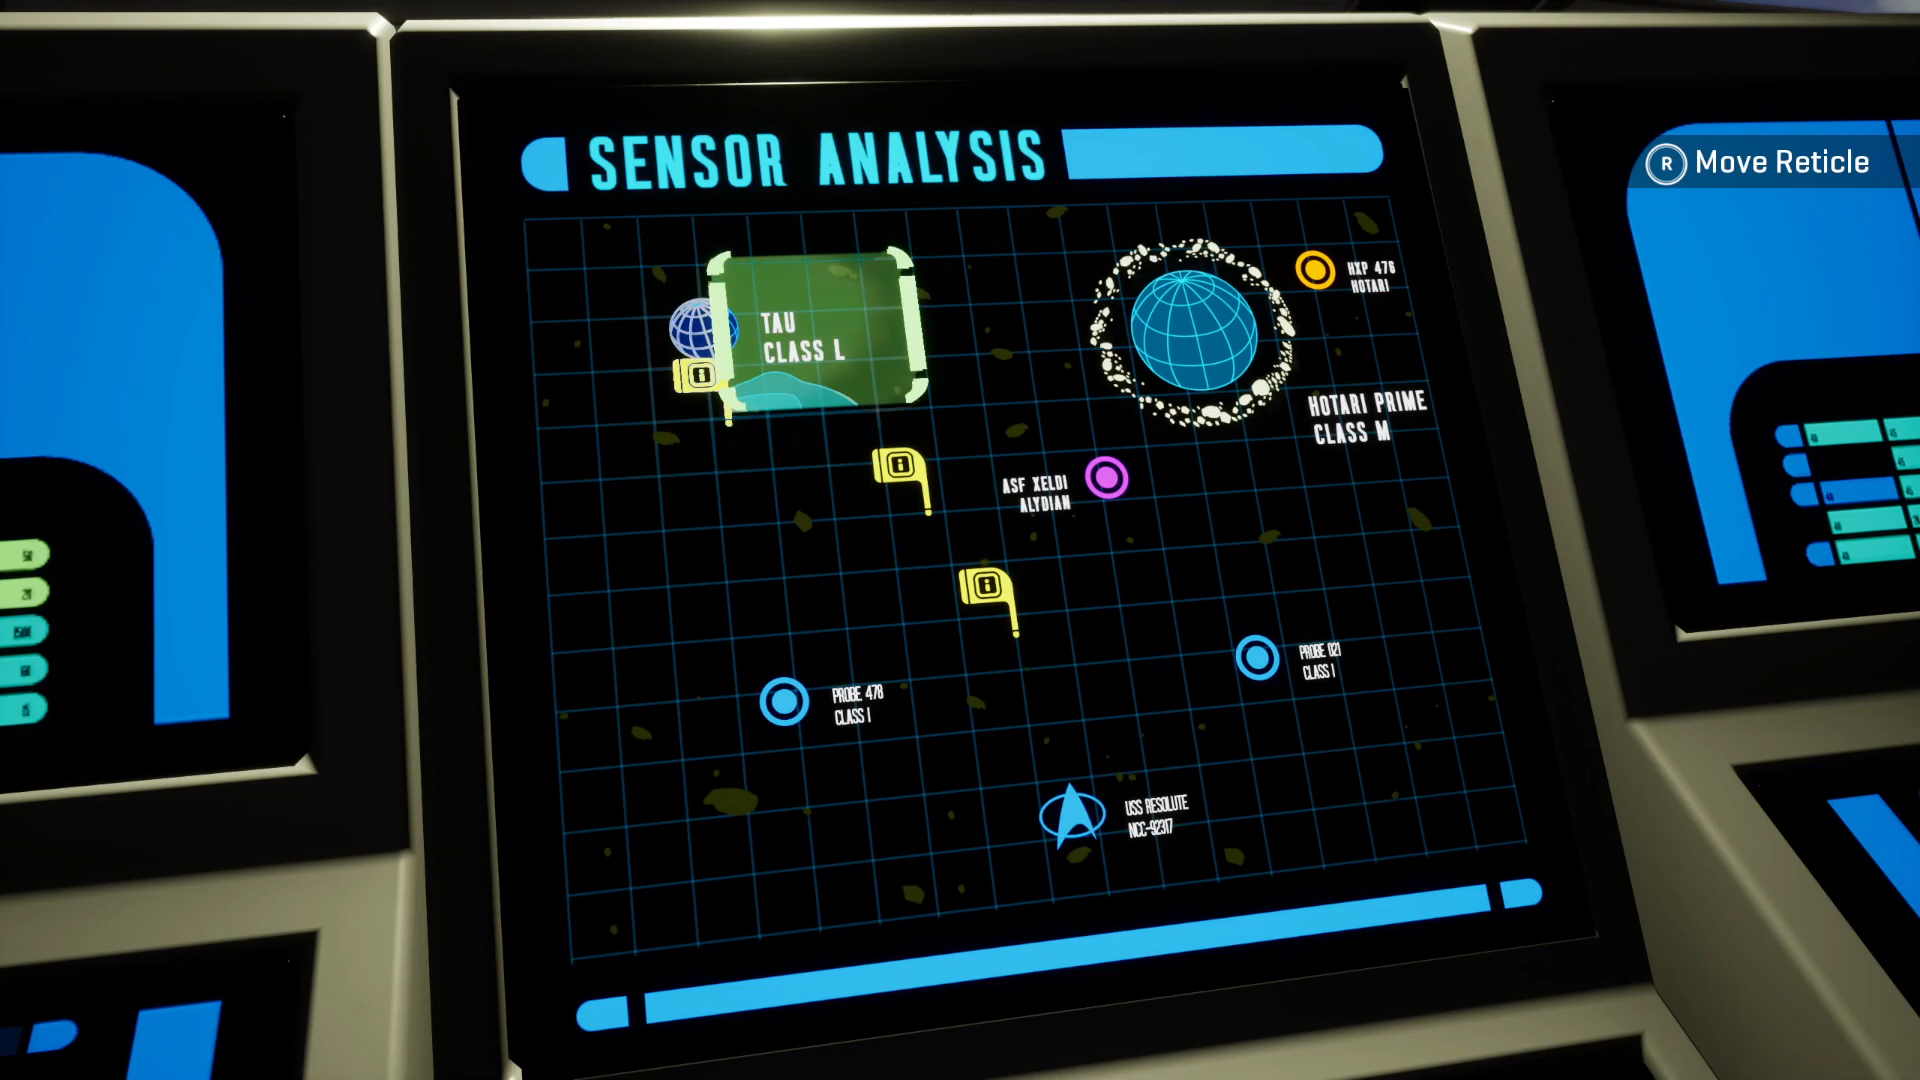 SENSOR ANALYSIS
R Move Reticle
HXP 476
HOTARI
TAU
CLASS L
HOTARI PRIME
CLASS M
ASF XELDI
ALYDIAN
PROBE 021
CLASS I
PROBE 478
CLASS I
USS RESOLUTE
NCC-92317